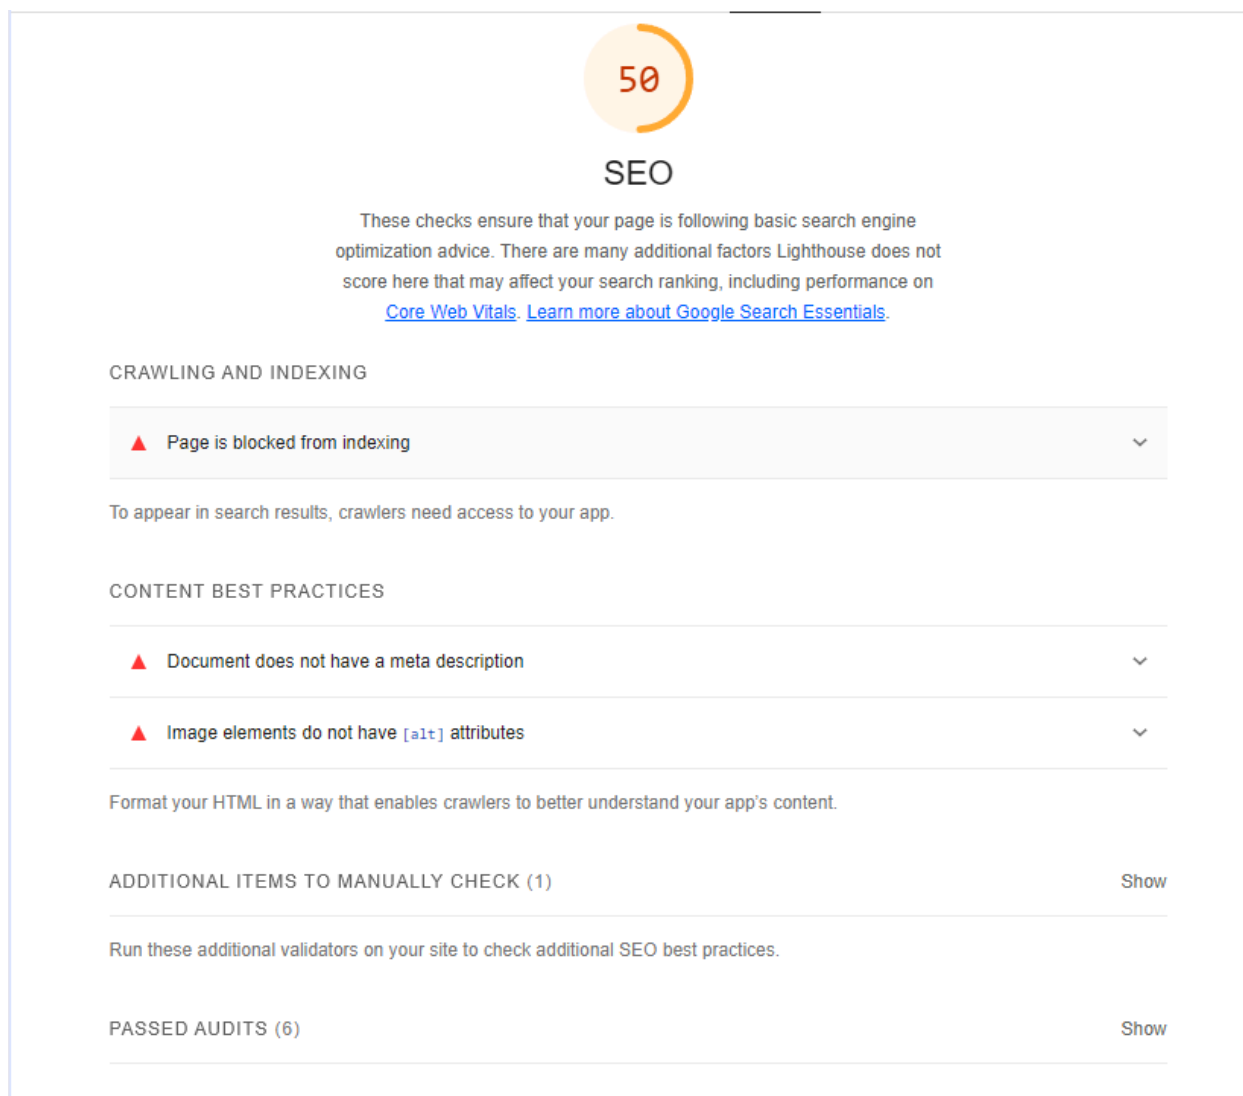 50
SEO
These checks ensure that your page is following basic search engine
optimization advice. There are many additional factors Lighthouse does not
score here that may affect your search ranking, including performance on
Core Web Vitals. Learn more about Google Search Essentials.
CRAWLING AND INDEXING
Page is blocked from indexing
To appear in search results, crawlers need access to your app.
CONTENT BEST PRACTICES
Document does not have a meta description
Image elements do not have [alt] attributes
Format your HTML in a way that enables crawlers to better understand your app’s content.
ADDITIONAL ITEMS TO MANUALLY CHECK (1) Show
Run these additional validators on your site to check additional SEO best practices.
PASSED AUDITS (6) Show